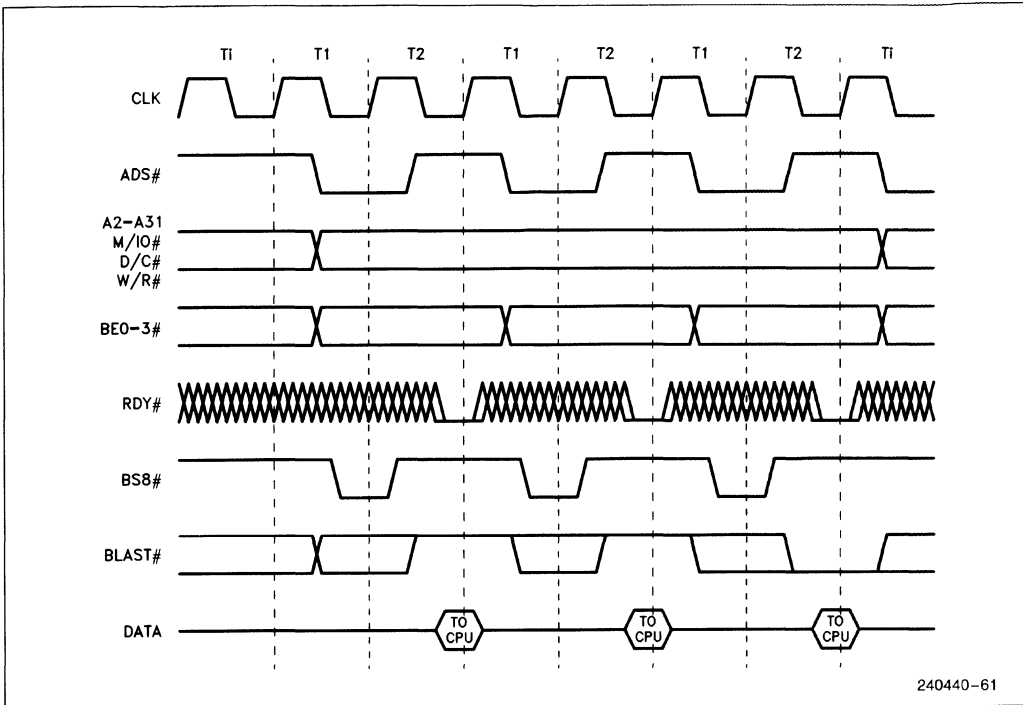 Ti T1 T2 T1 T2 T1 T2 Ti
CLK
ADS#
A2-A31
M/IO#
D/C#
W/R#
BE0-3#
RDY#
BS8#
BLAST#
DATA
TO CPU
TO CPU
TO CPU
240440-61